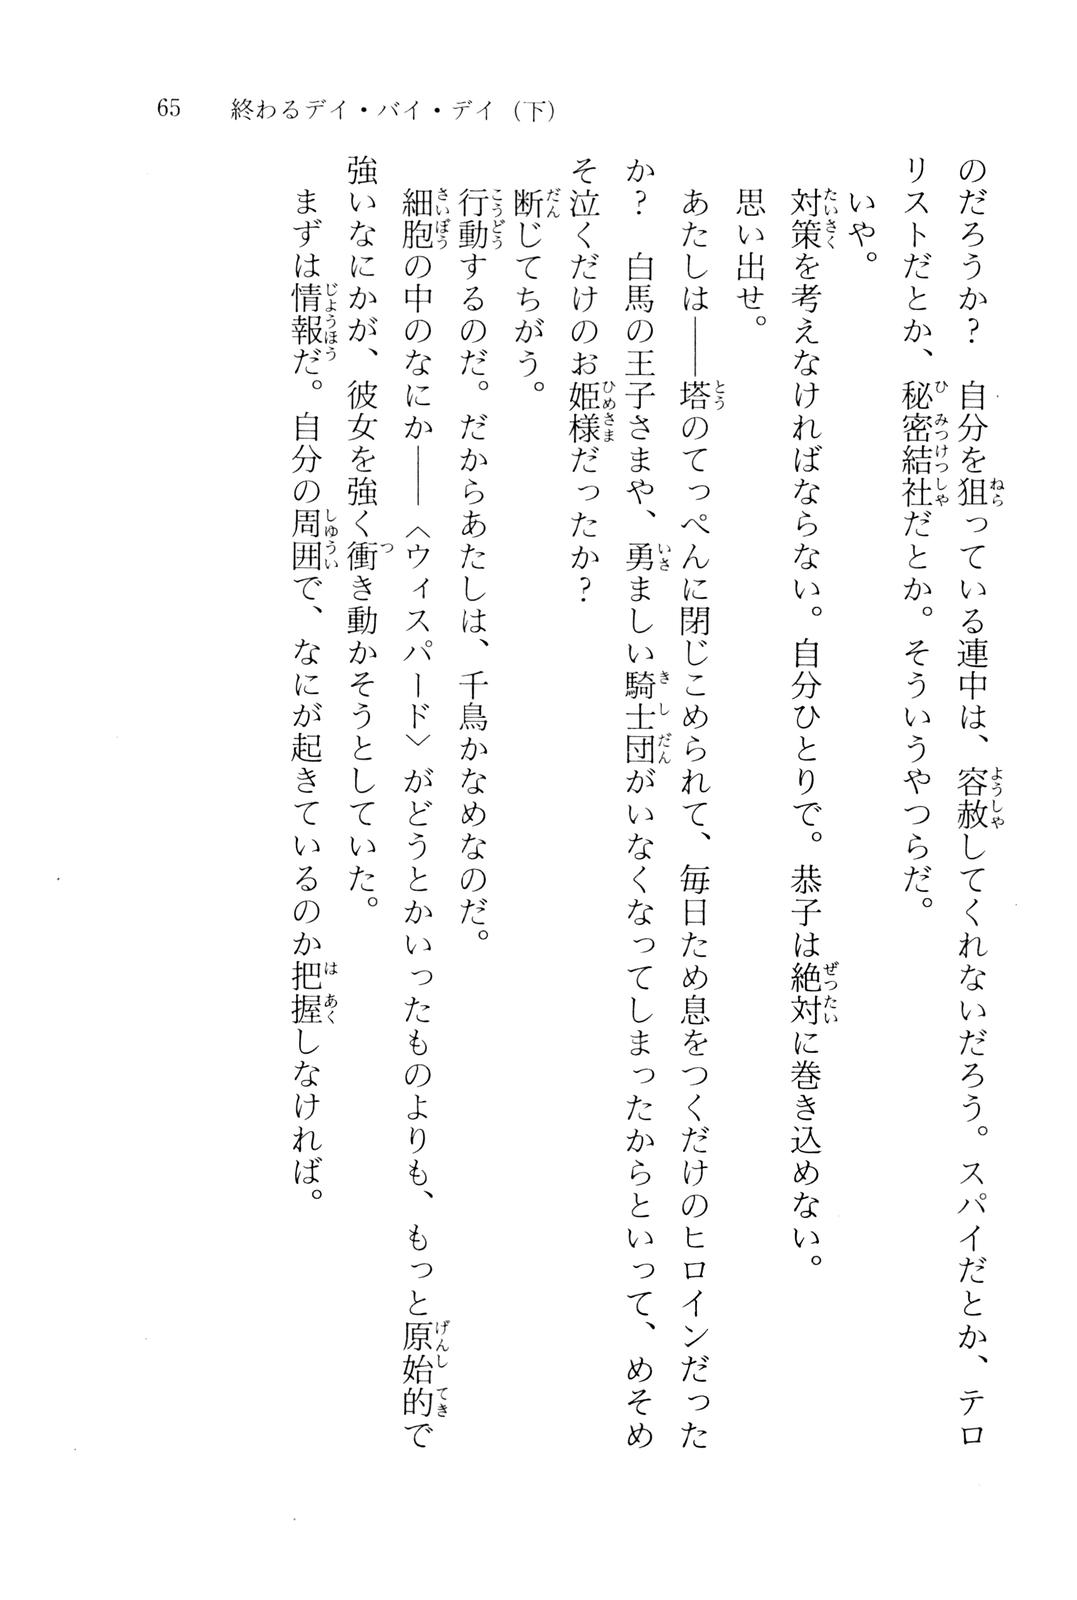 65　終わるデイ・バイ・デイ（下）
のだろうか？　自分を狙っている連中は、容赦してくれないだろう。スパイだとか、テロ
リストだとか、秘密結社だとか。そういうやつらだ。
いや。
対策を考えなければならない。自分ひとりで。恭子は絶対に巻き込めない。
思い出せ。
あたしは――塔のてっぺんに閉じこめられて、毎日ため息をつくだけのヒロインだった
か？　白馬の王子さまや、勇ましい騎士団がいなくなってしまったからといって、めそめ
そ泣くだけのお姫様だったか？
断じてちがう。
行動するのだ。だからあたしは、千鳥かなめなのだ。
細胞の中のなにか――〈ウィスパード〉がどうとかいったものよりも、もっと原始的で
強いなにかが、彼女を強く衝き動かそうとしていた。
まずは情報だ。自分の周囲で、なにが起きているのか把握しなければ。